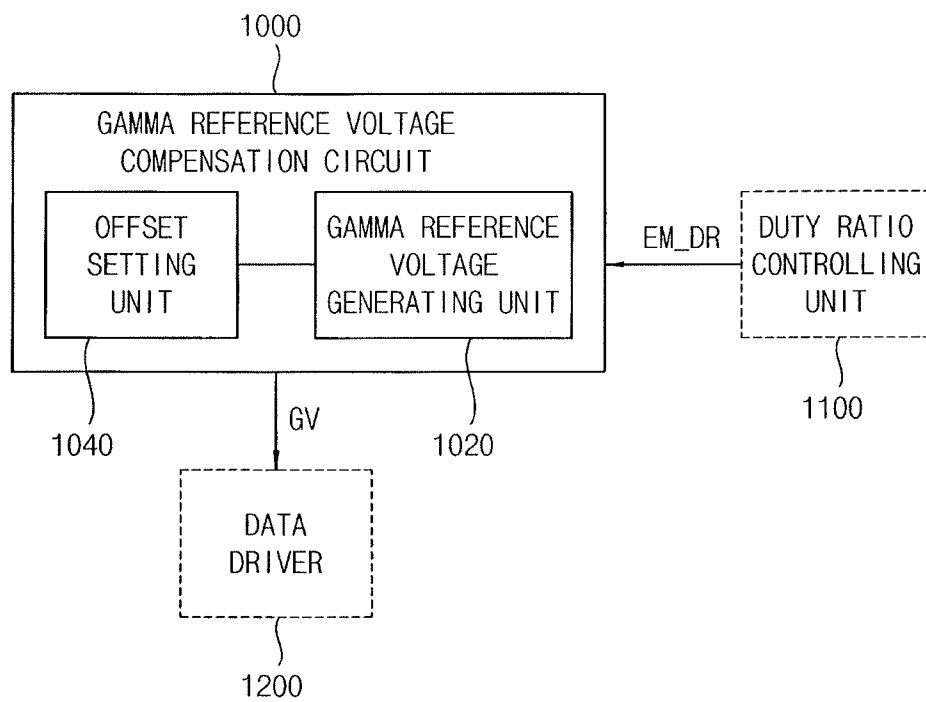 1000
GAMMA REFERENCE VOLTAGE
COMPENSATION CIRCUIT
OFFSET
SETTING
UNIT
GAMMA REFERENCE
VOLTAGE
GENERATING UNIT
EM_DR
DUTY RATIO
CONTROLLING
UNIT
1040
GV
1020
1100
DATA
DRIVER
1200